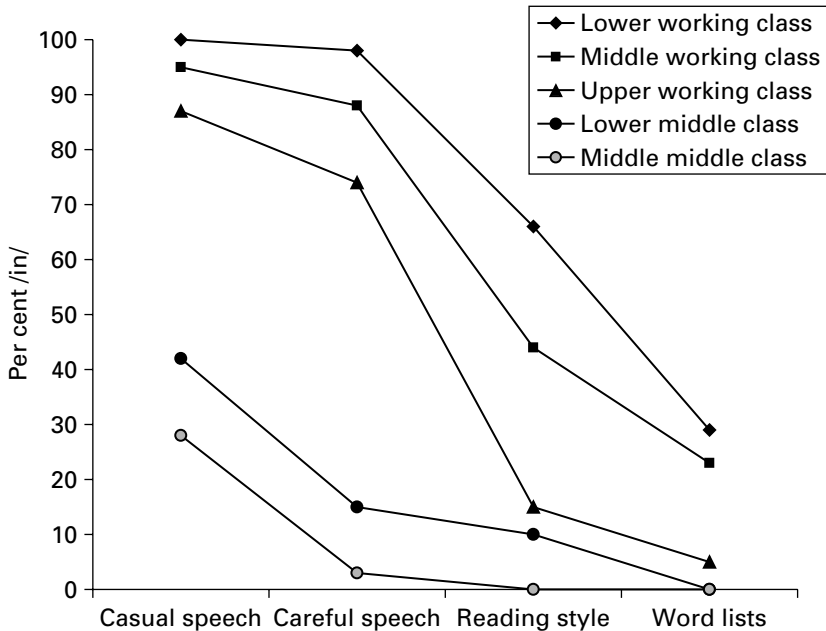 Lower working class
Middle working class
Upper working class
Lower middle class
Middle middle class
Per cent /in/
100
90
80
70
60
50
40
30
20
10
0
Casual speech Careful speech Reading style Word lists